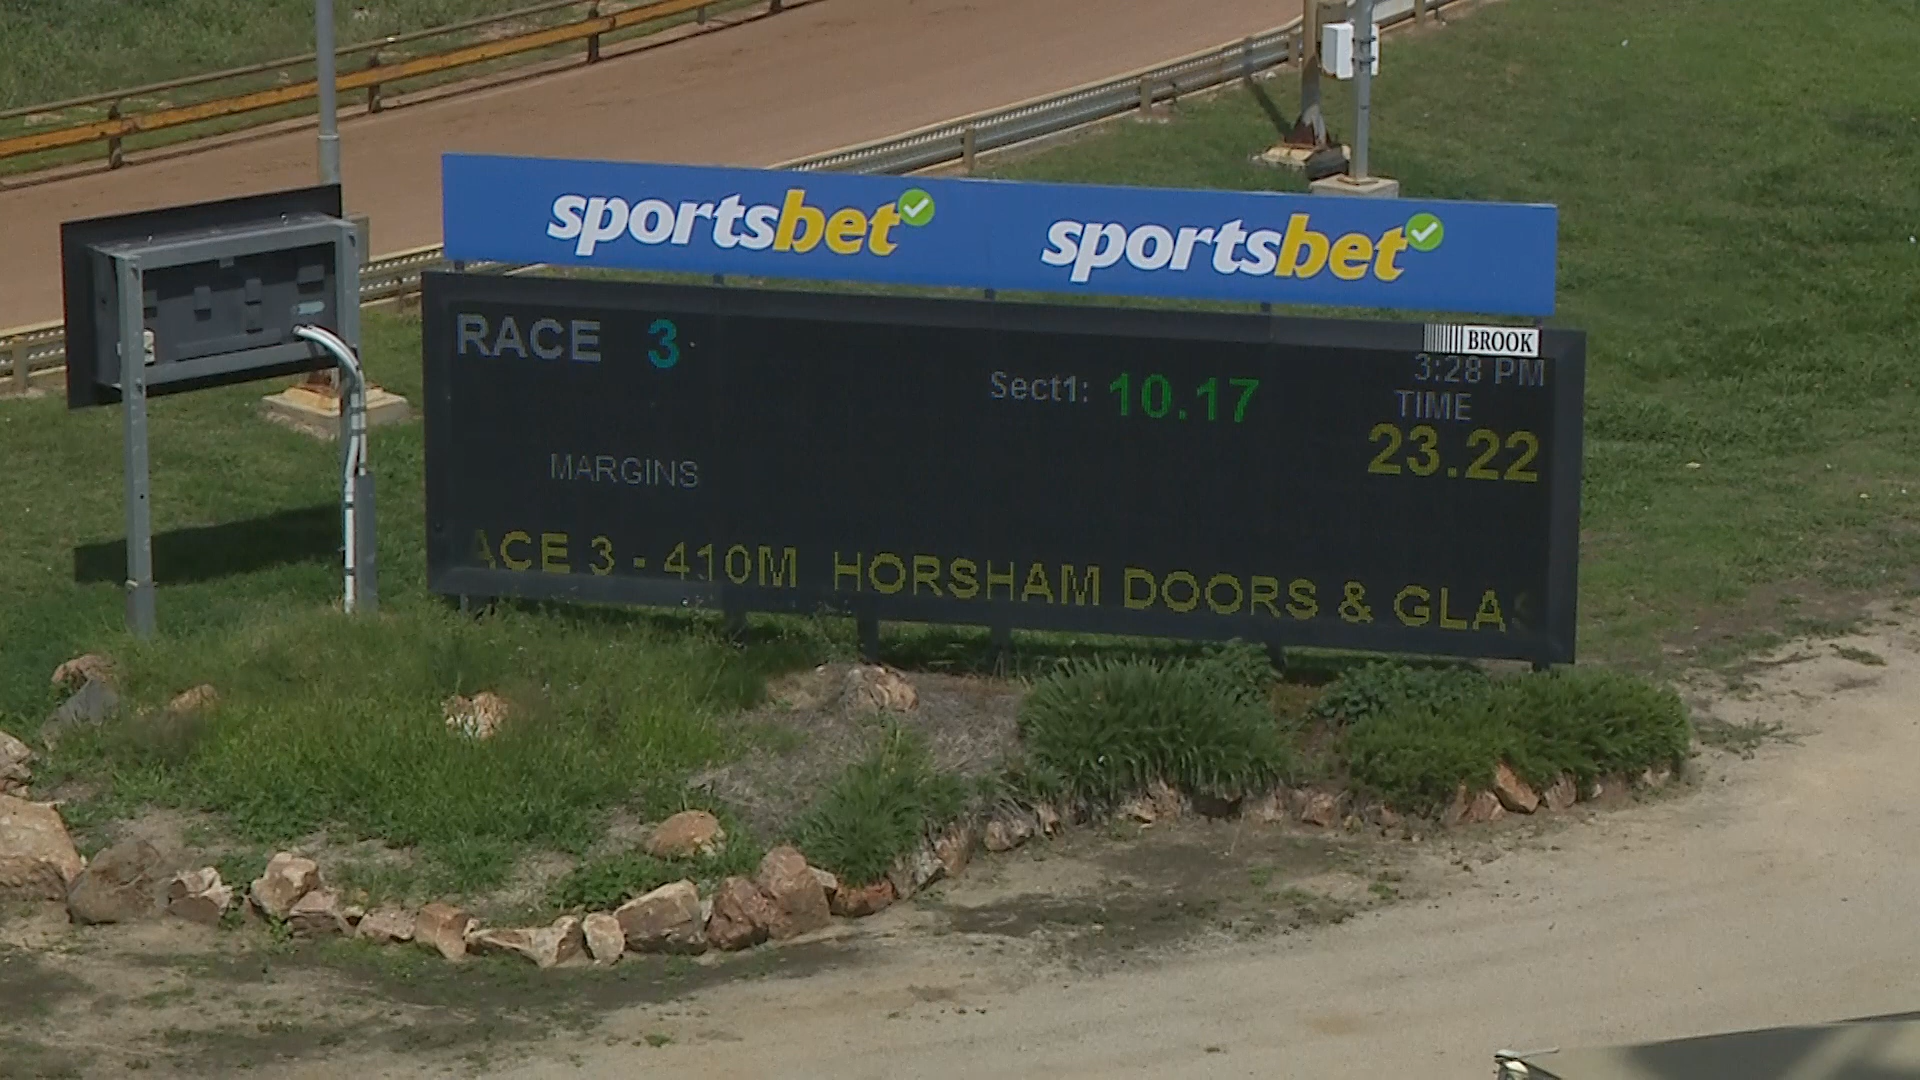 sportsbet sportsbet
BROOK
RACE 3
3:28 PM
Sect1: 10.17
TIME
23.22
MARGINS
ACE 3 - 410M HORSHAM DOORS & GLAS